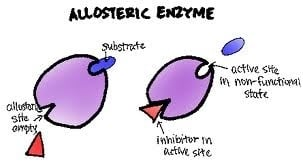 ALLOSTERIC ENZYME
substrate
allosteric
site
empty
active site
in non-functional
state
inhibitor in
active site